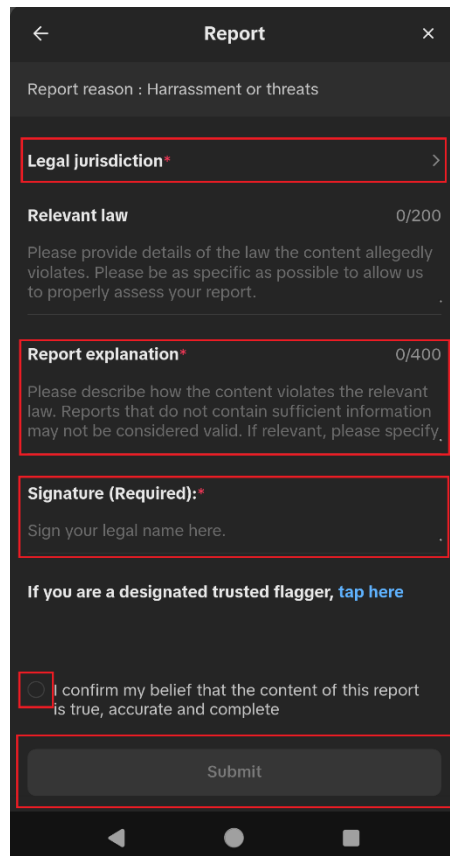 Report
Report reason : Harrassment or threats
Legal jurisdiction*
Relevant law 0/200
Please provide details of the law the content allegedly
violates. Please be as specific as possible to allow us
to properly assess your report.
Report explanation* 0/400
Please describe how the content violates the relevant
law. Reports that do not contain sufficient information
may not be considered valid. If relevant, please specify
Signature (Required):*
Sign your legal name here.
If you are a designated trusted flagger, tap here
I confirm my belief that the content of this report
is true, accurate and complete
Submit